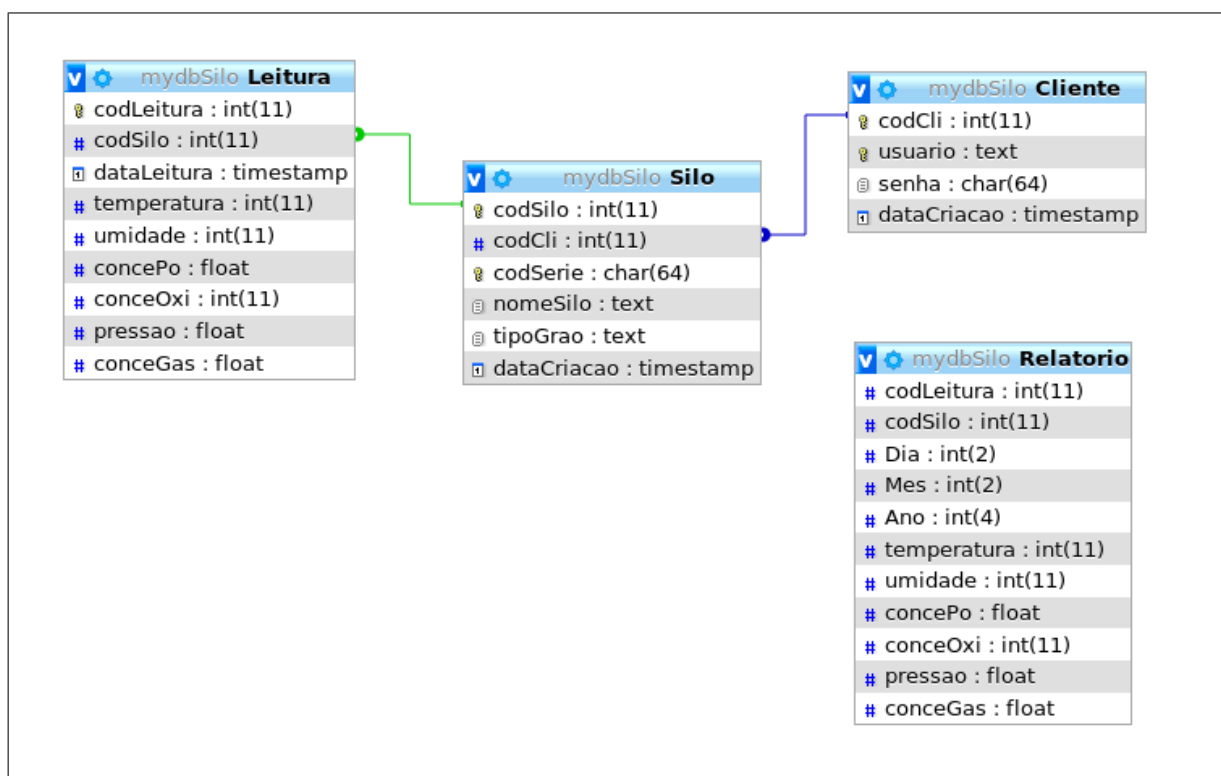 mydbSilo Leitura
codLeitura : int(11)
codSilo : int(11)
dataLeitura : timestamp
temperatura : int(11)
umidade : int(11)
concePo : float
conceOxi : int(11)
pressao : float
conceGas : float
mydbSilo Silo
codSilo : int(11)
codCli : int(11)
codSerie : char(64)
nomeSilo : text
tipoGrao : text
dataCriacao : timestamp
mydbSilo Cliente
codCli : int(11)
usuario : text
senha : char(64)
dataCriacao : timestamp
mydbSilo Relatorio
codLeitura : int(11)
codSilo : int(11)
Dia : int(2)
Mes : int(2)
Ano : int(4)
temperatura : int(11)
umidade : int(11)
concePo : float
conceOxi : int(11)
pressao : float
conceGas : float